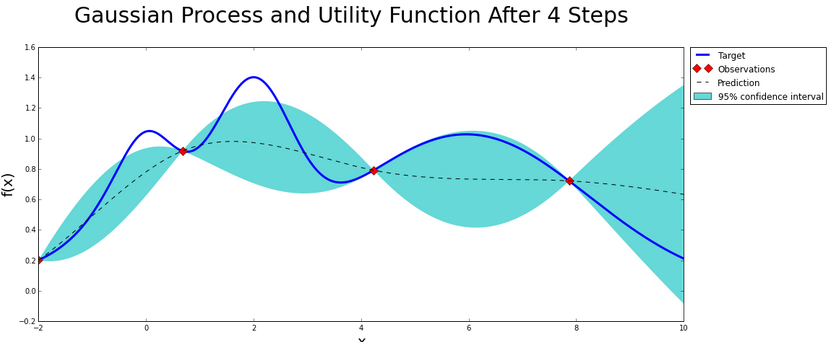 Gaussian Process and Utility Function After 4 Steps
1.6
1.4
1.2
1.0
0.8
0.6
0.4
0.2
0.0
−0.2
f(x)
−2
0
2
4
6
8
10
Target
Observations
Prediction
95% confidence interval